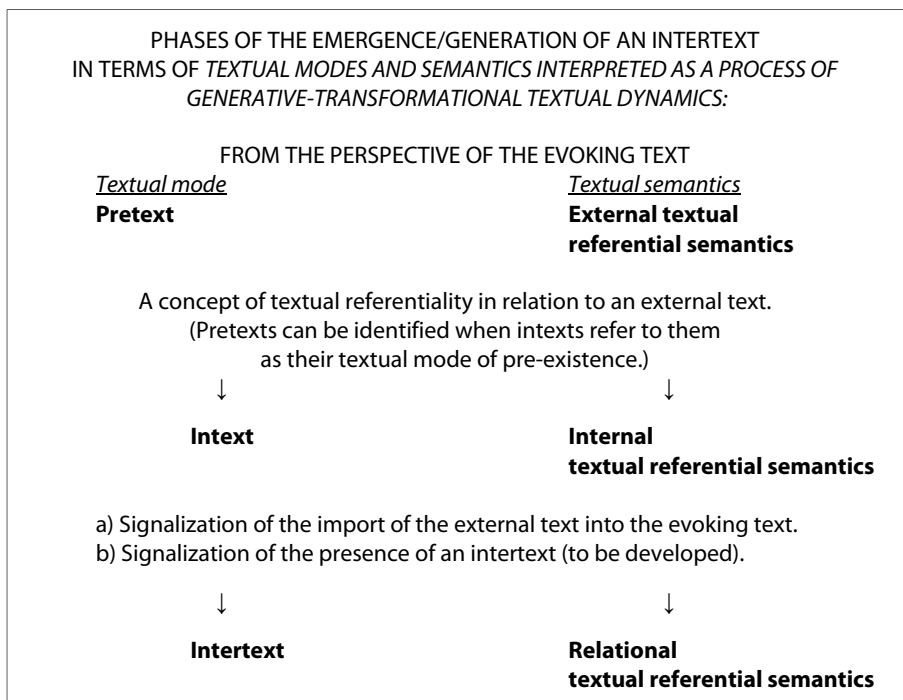 PHASES OF THE EMERGENCE/GENERATION OF AN INTERTEXT
IN TERMS OF TEXTUAL MODES AND SEMANTICS INTERPRETED AS A PROCESS OF
GENERATIVE-TRANSFORMATIONAL TEXTUAL DYNAMICS:
FROM THE PERSPECTIVE OF THE EVOKING TEXT
Textual mode Textual semantics
Pretext External textual
referential semantics
A concept of textual referentiality in relation to an external text.
(Pretexts can be identified when intexts refer to them
as their textual mode of pre-existence.)
↓ ↓
Intext Internal
textual referential semantics
a) Signalization of the import of the external text into the evoking text.
b) Signalization of the presence of an intertext (to be developed).
↓ ↓
Intertext Relational
textual referential semantics